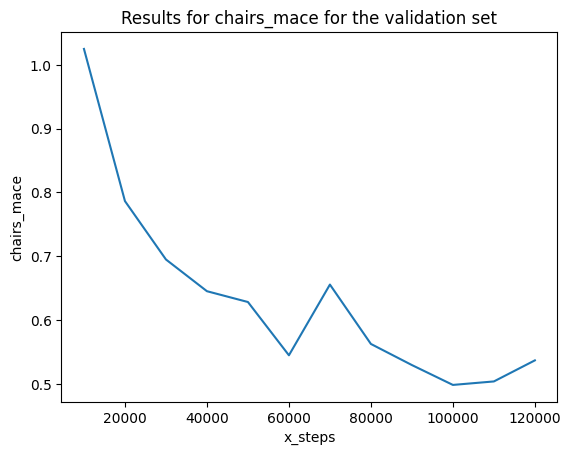 Results for chairs_mace for the validation set
1.0
0.9
0.8
0.7
0.6
0.5
chairs_mace
20000 40000 60000 80000 100000 120000
x_steps